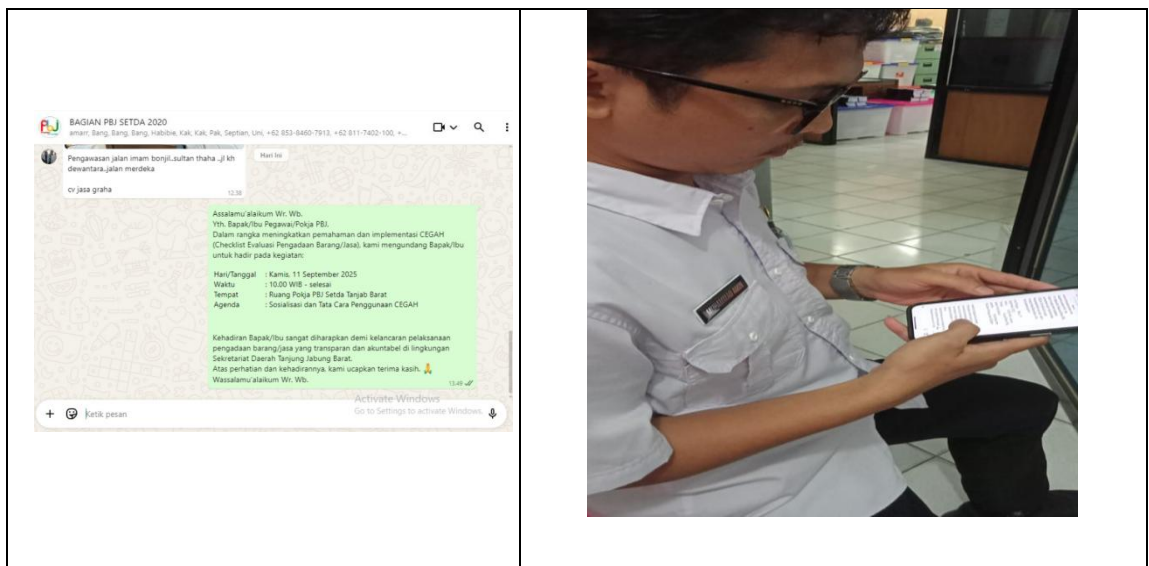 BAGIAN PBJ SETDA 2020
amarr, Bang, Bang, Bang, Habibie, Kak, Kak, Pak, Septian, Uni, +62 853-8460-7913, +62 811-7402-100, +...
Hari Ini
Pengawasan jalan imam bonjil..sultan thaha ..jl kh
dewantara..jalan merdeka
cv jasa graha
12.38
Assalamu'alaikum Wr. Wb.
Yth. Bapak/Ibu Pegawai/Pokja PBJ.
Dalam rangka meningkatkan pemahaman dan implementasi CEGAH
(Checklist Evaluasi Pengadaan Barang/Jasa), kami mengundang Bapak/Ibu
untuk hadir pada kegiatan:
Hari/Tanggal : Kamis, 11 September 2025
Waktu : 10.00 WIB - selesai
Tempat : Ruang Pokja PBJ Setda Tanjab Barat
Agenda : Sosialisasi dan Tata Cara Penggunaan CEGAH
Kehadiran Bapak/Ibu sangat diharapkan demi kelancaran pelaksanaan
pengadaan barang/jasa yang transparan dan akuntabel di lingkungan
Sekretariat Daerah Tanjung Jabung Barat.
Atas perhatian dan kehadirannya, kami ucapkan terima kasih. 🙏
Wassalamu'alaikum Wr. Wb.
13.49
Activate Windows
Go to Settings to activate Windows.
Ketik pesan